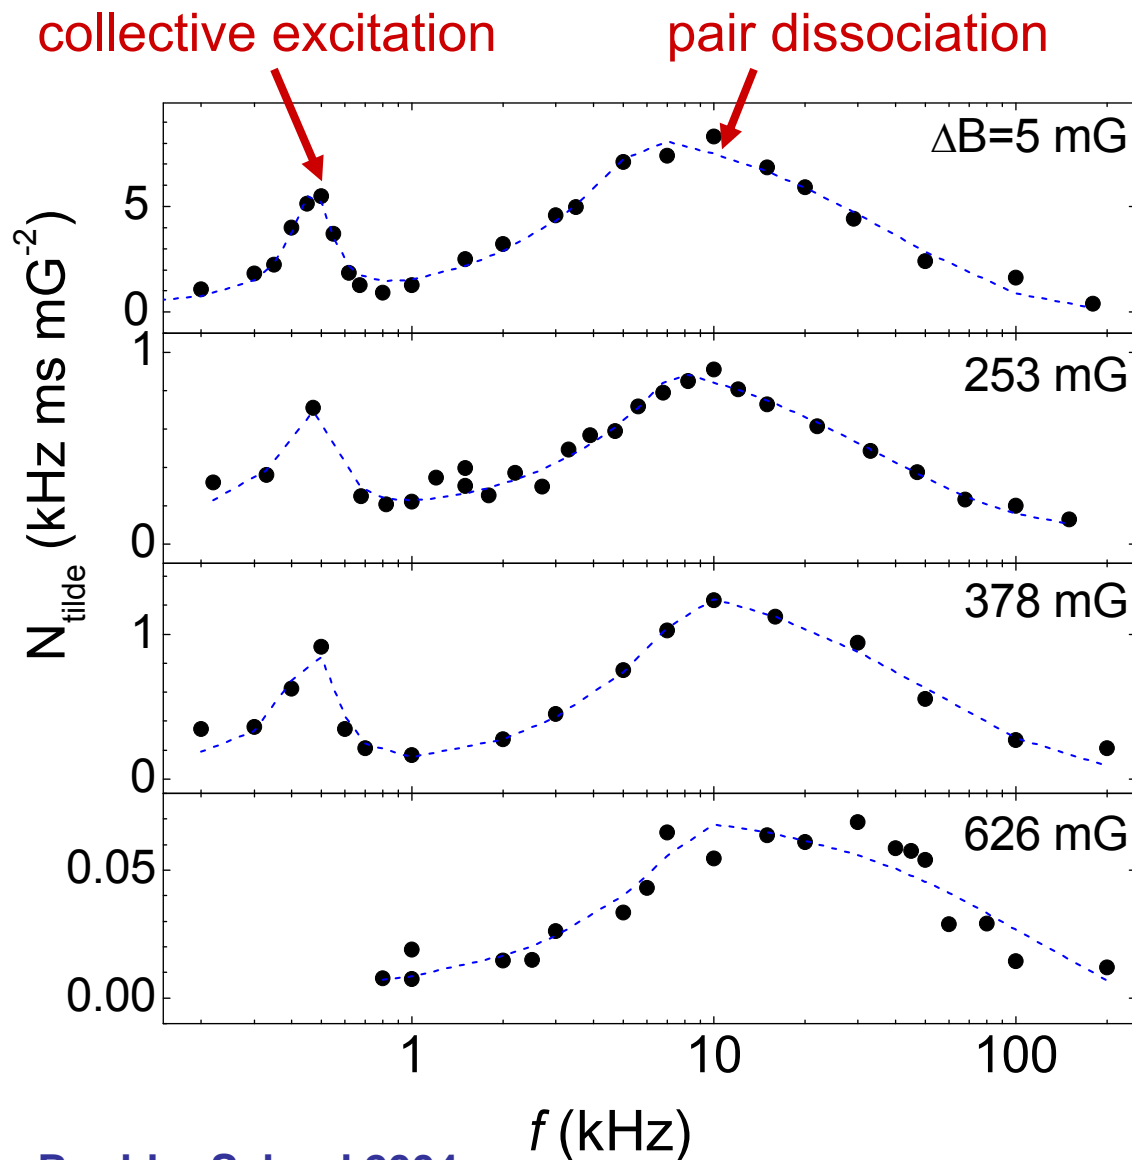 collective excitation
pair dissociation
ΔB=5 mG
5
0
253 mG
1
0
378 mG
1
0
626 mG
0.05
0.00
N_tilde (kHz ms mG^-2)
1
10
100
f (kHz)